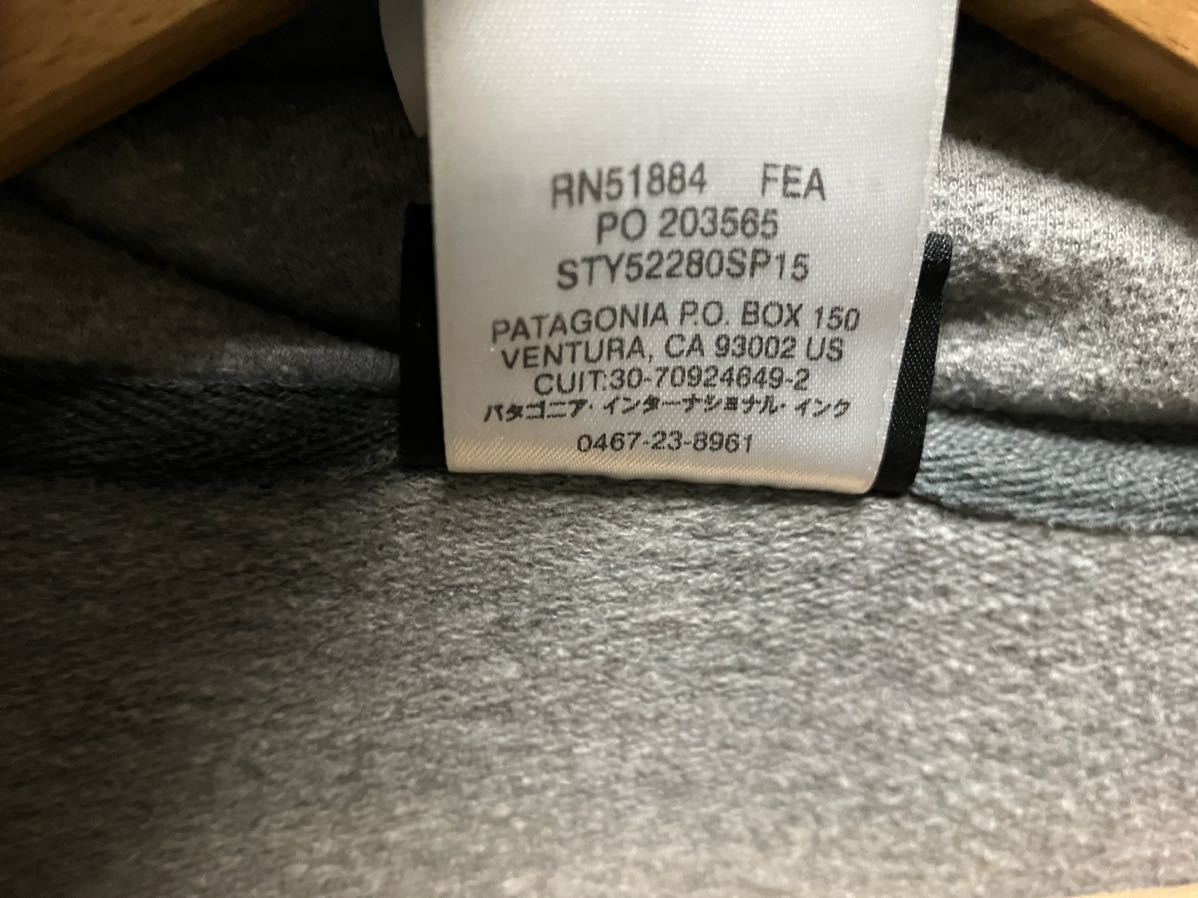 RN51884 FEA
PO 203565
STY52280SP15
PATAGONIA P.O. BOX 150
VENTURA, CA 93002 US
CUIT:30-70924649-2
パタゴニア・インターナショナル・インク
0467-23-8961